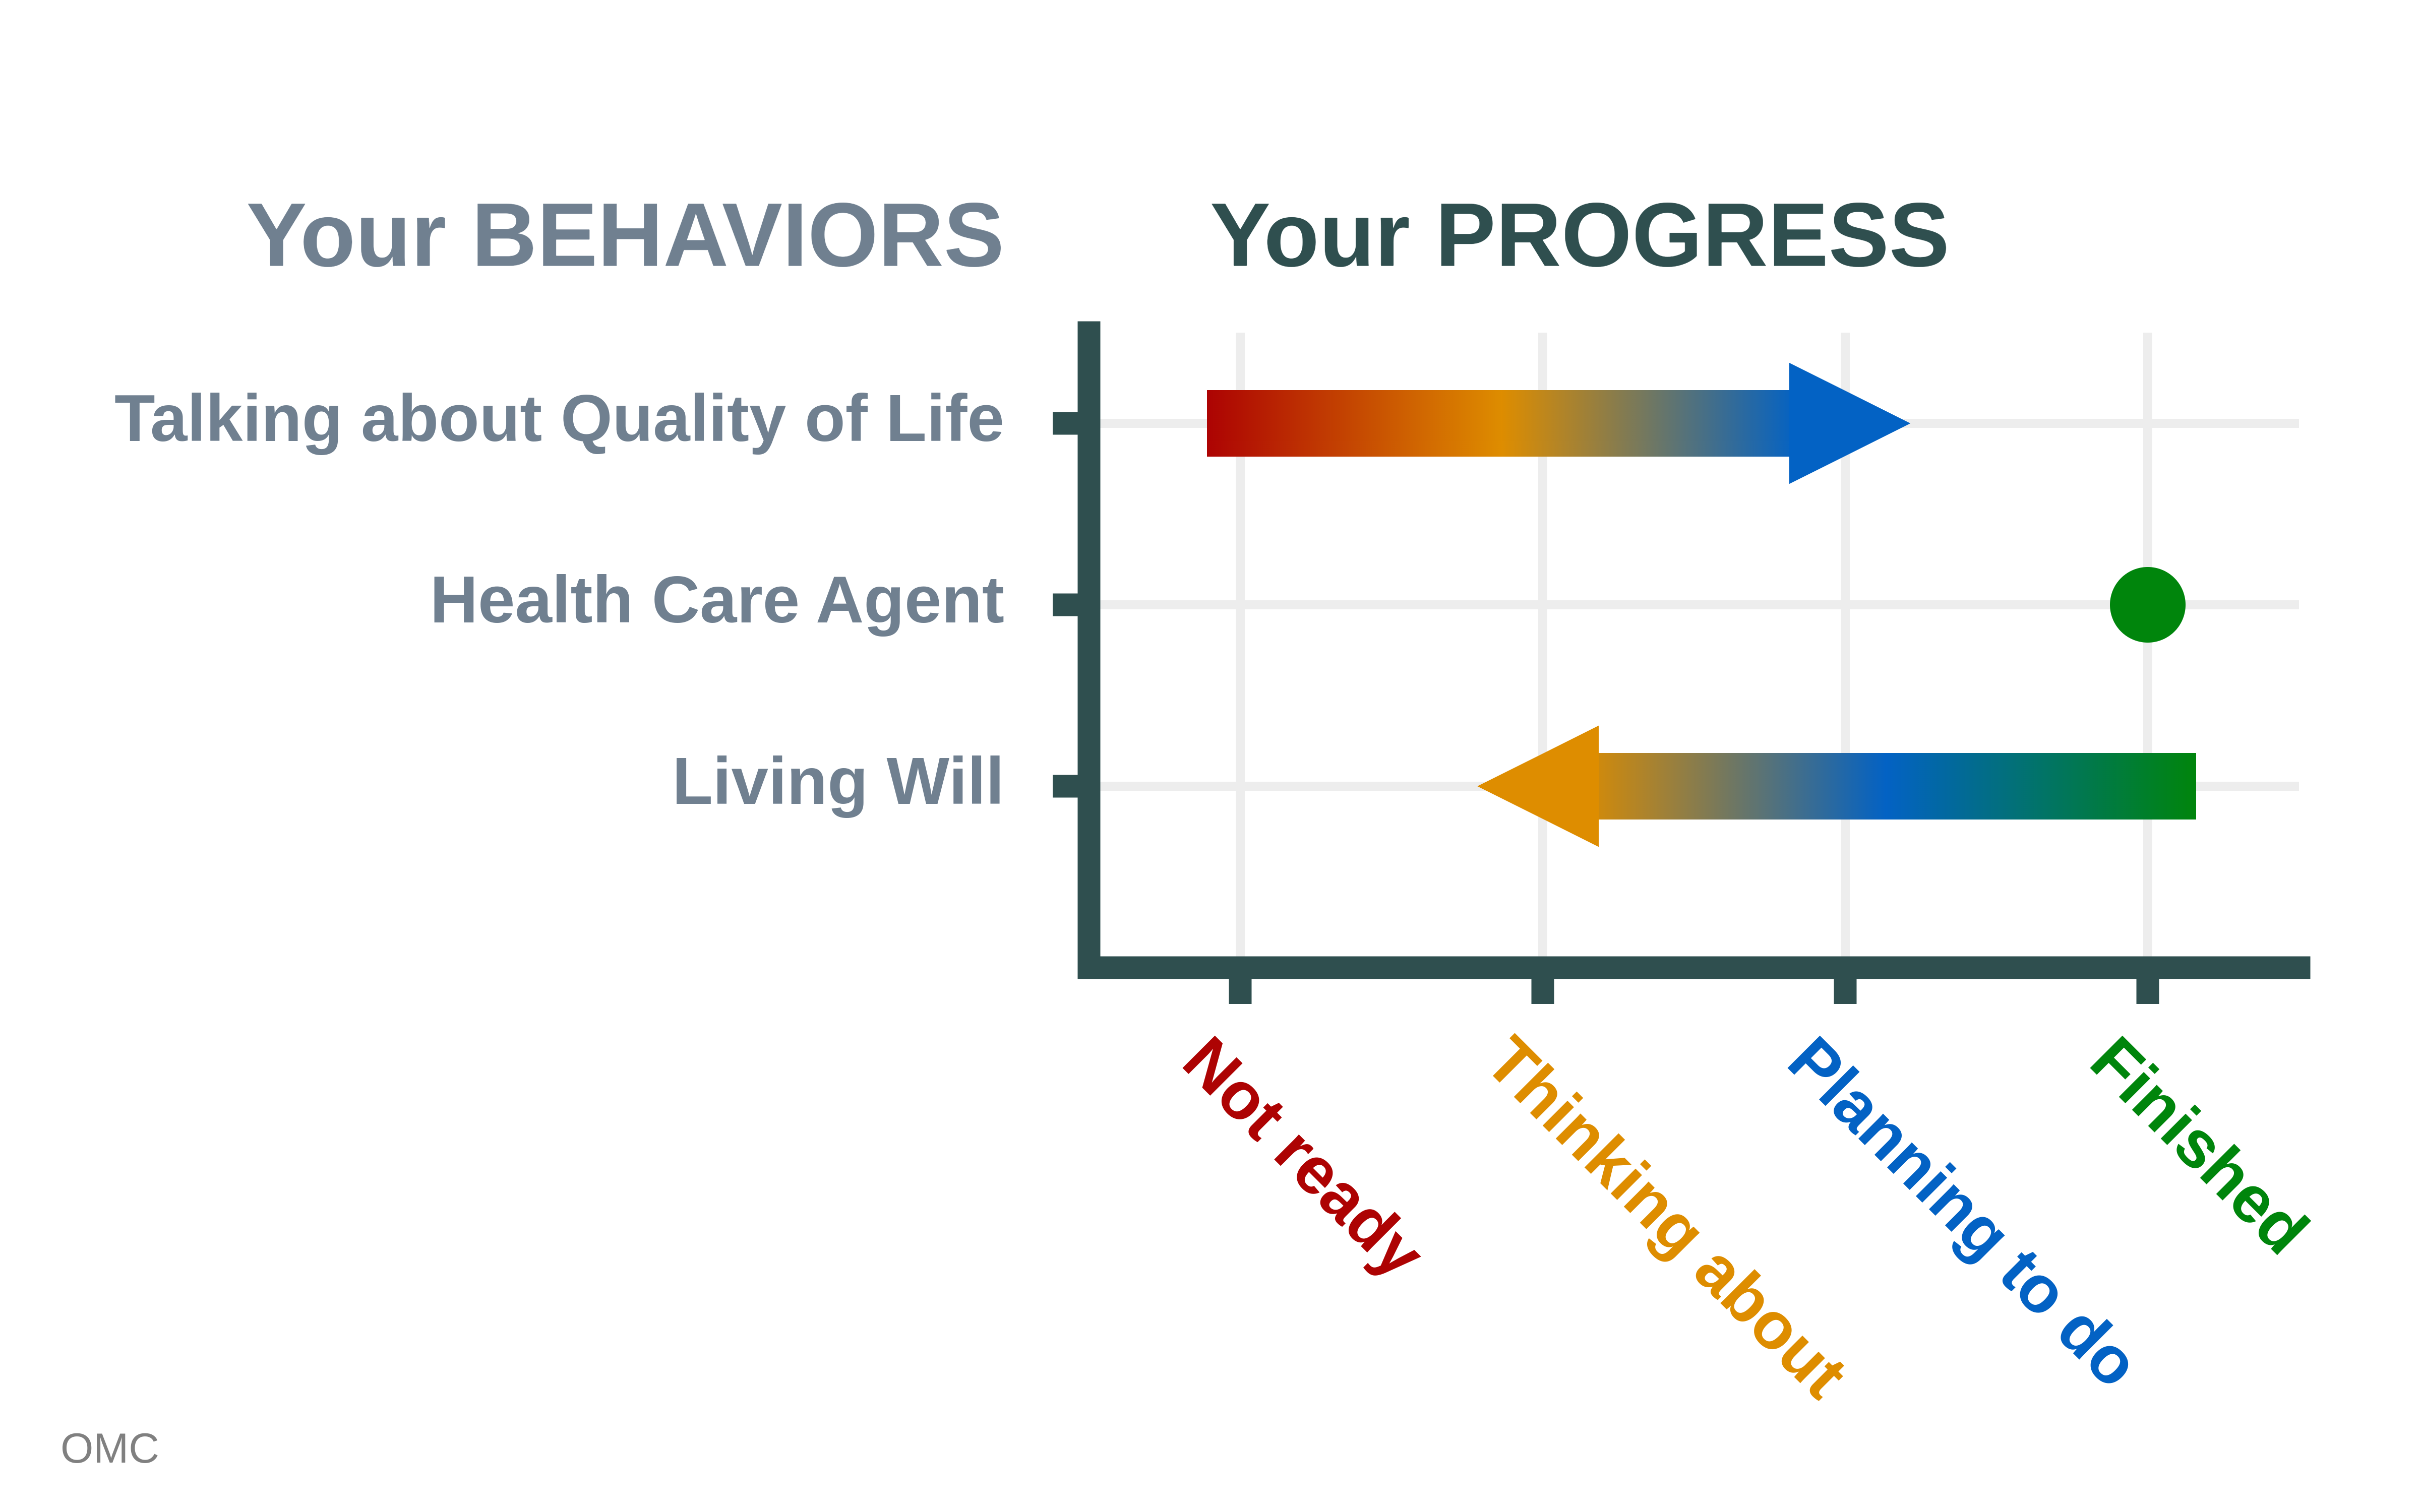 Your BEHAVIORS
Your PROGRESS
Talking about Quality of Life
Health Care Agent
Living Will
Not ready
Thinking about
Planning to do
Finished
OMC